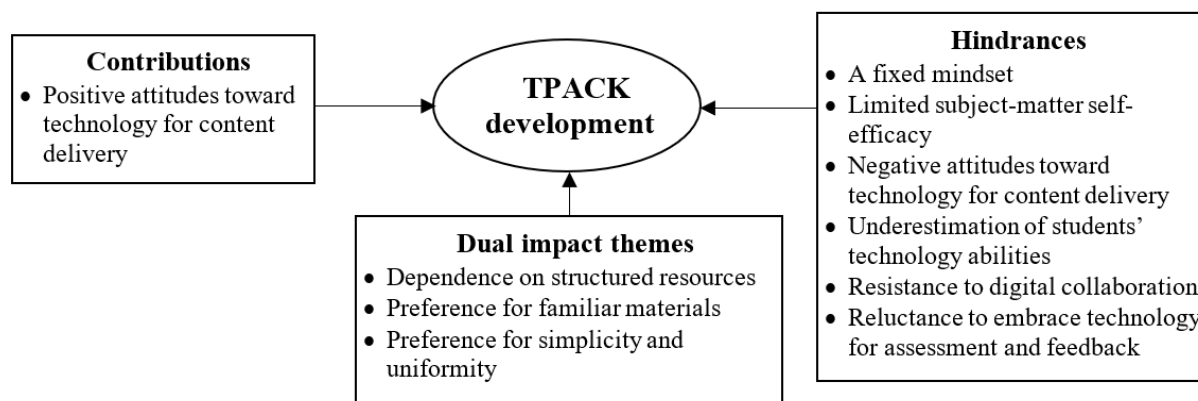 Contributions
• Positive attitudes toward
technology for content
delivery
TPACK
development
Hindrances
• A fixed mindset
• Limited subject-matter self-
efficacy
• Negative attitudes toward
technology for content delivery
• Underestimation of students’
technology abilities
• Resistance to digital collaboration
• Reluctance to embrace technology
for assessment and feedback
Dual impact themes
• Dependence on structured resources
• Preference for familiar materials
• Preference for simplicity and
uniformity